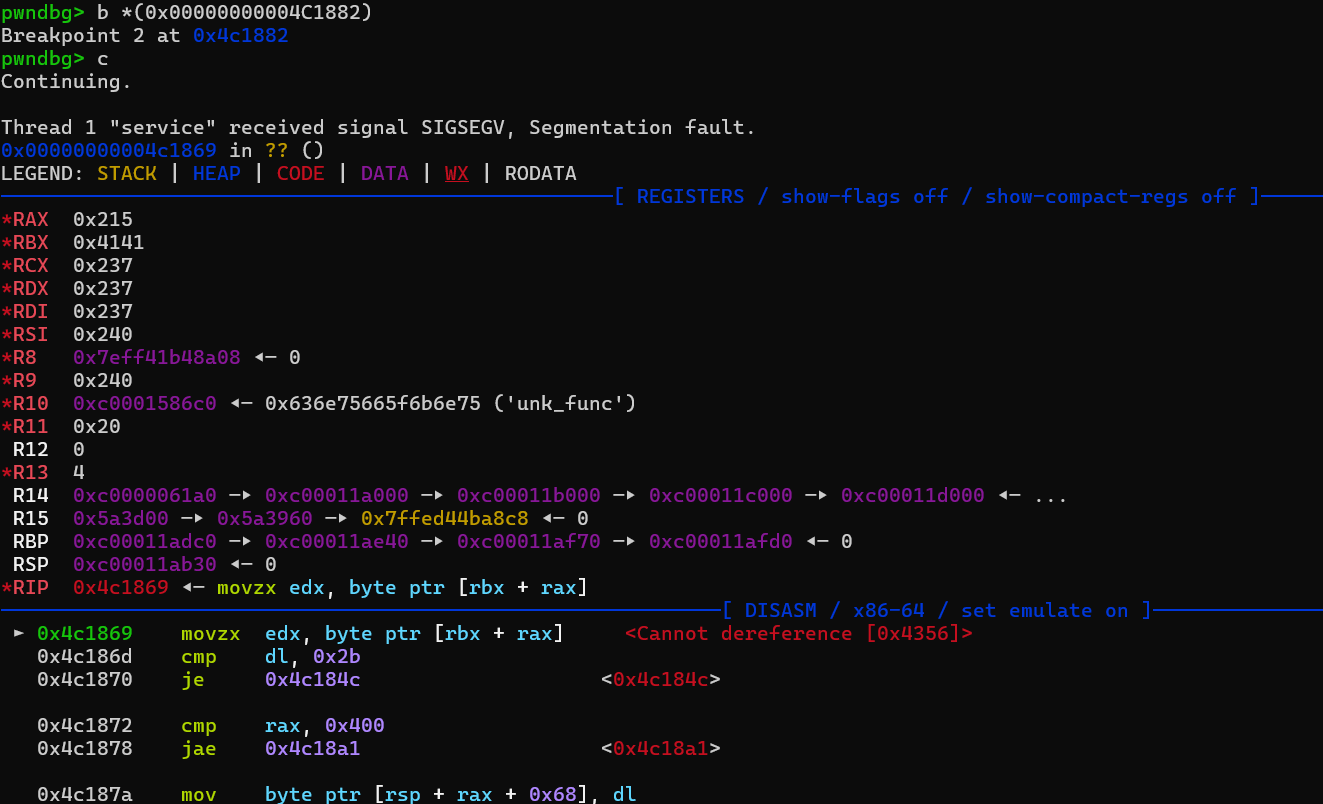 pwndbg> b *(0x00000000004C1882)
Breakpoint 2 at 0x4c1882
pwndbg> c
Continuing.
Thread 1 "service" received signal SIGSEGV, Segmentation fault.
0x00000000004c1869 in ?? ()
LEGEND: STACK | HEAP | CODE | DATA | WX | RODATA
[ REGISTERS / show-flags off / show-compact-regs off ]
*RAX  0x215
*RBX  0x4141
*RCX  0x237
*RDX  0x237
*RDI  0x237
*RSI  0x240
*R8   0x7eff41b48a08 ◂— 0
*R9   0x240
*R10  0xc0001586c0 ◂— 0x636e75665f6b6e75 ('unk_func')
*R11  0x20
 R12  0
*R13  4
 R14  0xc0000061a0 —▸ 0xc00011a000 —▸ 0xc00011b000 —▸ 0xc00011c000 —▸ 0xc00011d000 ◂— ...
 R15  0x5a3d00 —▸ 0x5a3960 —▸ 0x7ffed44ba8c8 ◂— 0
 RBP  0xc00011adc0 —▸ 0xc00011ae40 —▸ 0xc00011af70 —▸ 0xc00011afd0 ◂— 0
 RSP  0xc00011ab30 ◂— 0
*RIP  0x4c1869 ◂— movzx edx, byte ptr [rbx + rax]
[ DISASM / x86-64 / set emulate on ]
 ► 0x4c1869    movzx  edx, byte ptr [rbx + rax]     <Cannot dereference [0x4356]>
   0x4c186d    cmp    dl, 0x2b
   0x4c1870    je     0x4c184c                    <0x4c184c>
   0x4c1872    cmp    rax, 0x400
   0x4c1878    jae    0x4c18a1                    <0x4c18a1>
   0x4c187a    mov    byte ptr [rsp + rax + 0x68], dl